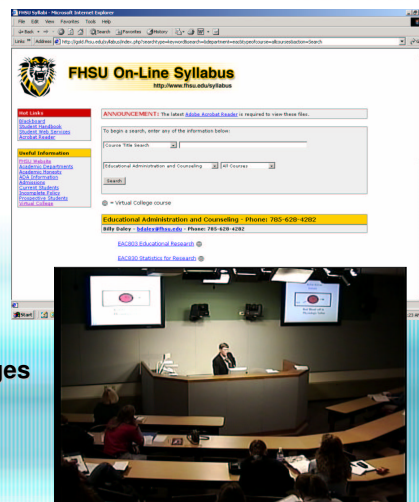 FHSU Syllabi - Microsoft Internet Explorer
File Edit View Favorites Tools Help
Back Search Favorites History
Links Address
FHSU On-Line Syllabus
http://www.fhsu.edu/syllabus
Hot Links
Blackboard
Student Handbook
Student Web Services
Acrobat Reader
Useful Information
FHSU Website
Academic Departments
Academic Honesty
ADA Information
Admissions
Current Students
Incomplete Policy
Prospective Students
Virtual College
ANNOUNCEMENT: The latest Adobe Acrobat Reader is required to view these files.
To begin a search, enter any of the information below:
Course Title Search
Educational Administration and Counseling All Courses
Search
= Virtual College course
Educational Administration and Counseling - Phone: 785-628-4282
Billy Daley - bdaley@fhsu.edu - Phone: 785-628-4282
EAC803 Educational Research
EAC830 Statistics for Research
Start